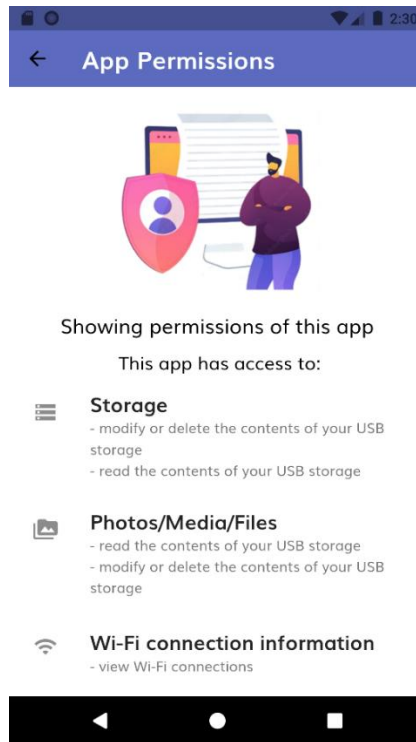 2:30
App Permissions
Showing permissions of this app
This app has access to:
Storage
- modify or delete the contents of your USB
storage
- read the contents of your USB storage
Photos/Media/Files
- read the contents of your USB storage
- modify or delete the contents of your USB
storage
Wi-Fi connection information
- view Wi-Fi connections